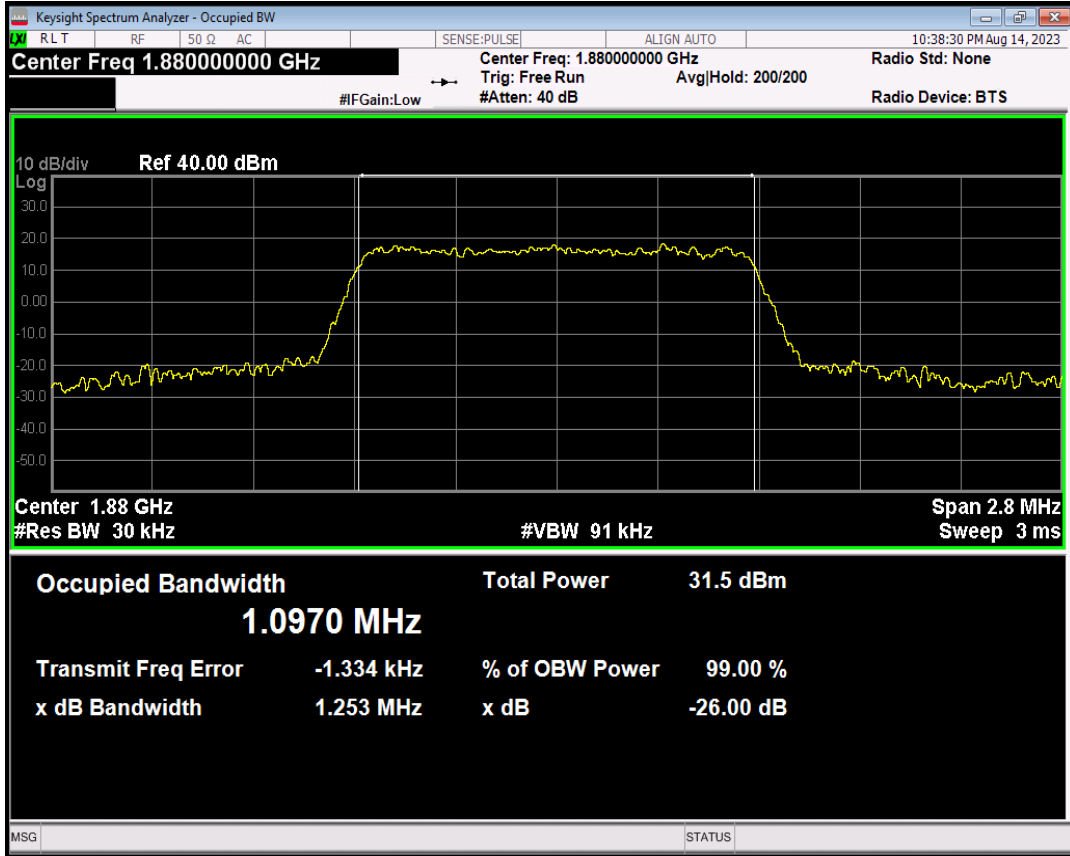 Keysight Spectrum Analyzer - Occupied BW
LXI RLT RF 50 Ω AC SENSE:PULSE ALIGN AUTO 10:38:30 PM Aug 14, 2023
Center Freq 1.880000000 GHz Center Freq: 1.880000000 GHz Radio Std: None
Trig: Free Run Avg|Hold: 200/200
#IFGain:Low #Atten: 40 dB Radio Device: BTS
10 dB/div Ref 40.00 dBm
Log
30.0
20.0
10.0
0.00
-10.0
-20.0
-30.0
-40.0
-50.0
Center 1.88 GHz Span 2.8 MHz
#Res BW 30 kHz #VBW 91 kHz Sweep 3 ms
Occupied Bandwidth Total Power 31.5 dBm
1.0970 MHz
Transmit Freq Error -1.334 kHz % of OBW Power 99.00 %
x dB Bandwidth 1.253 MHz x dB -26.00 dB
MSG STATUS